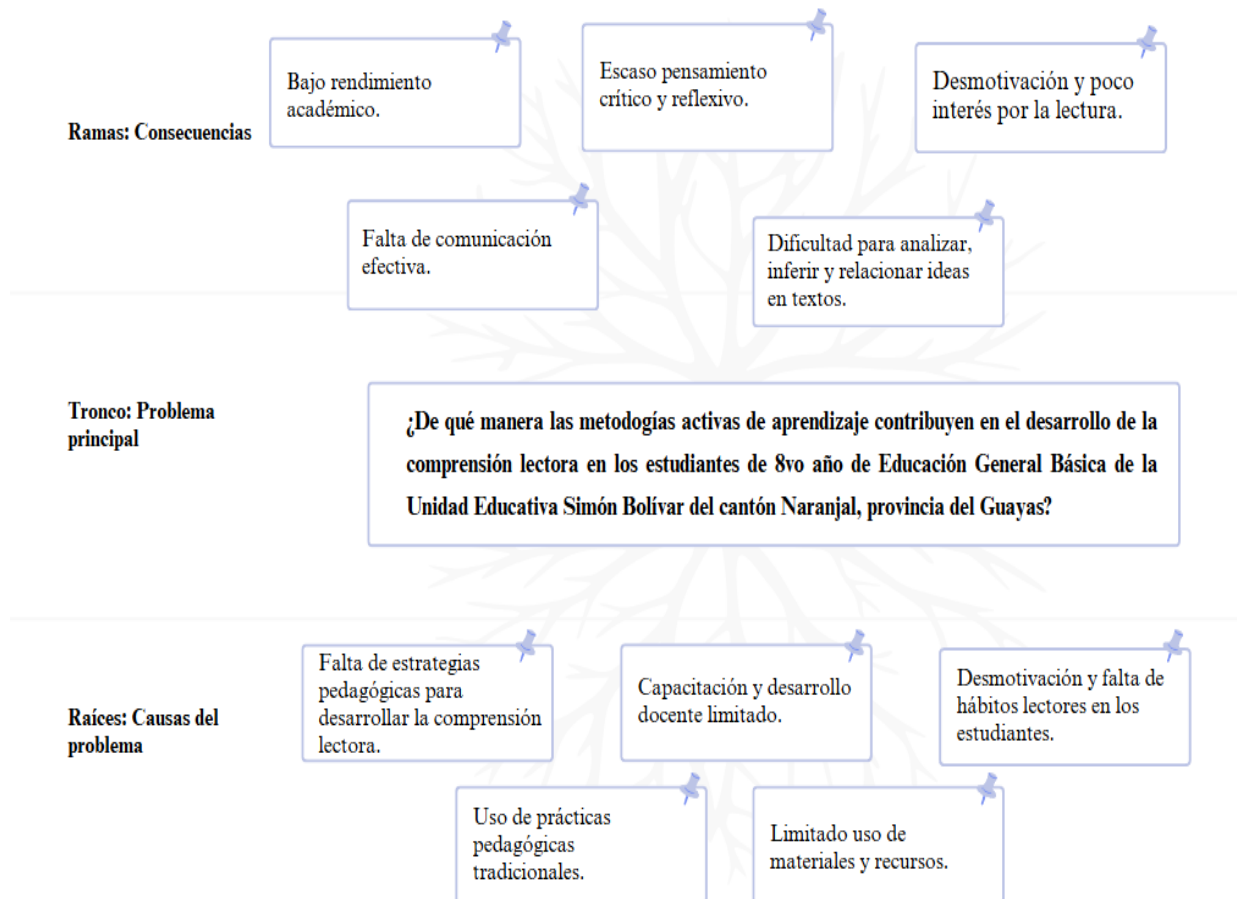 Bajo rendimiento
académico.
Escaso pensamiento
crítico y reflexivo.
Desmotivación y poco
interés por la lectura.
Ramas: Consecuencias
Falta de comunicación
efectiva.
Dificultad para analizar,
inferir y relacionar ideas
en textos.
Tronco: Problema
principal
¿De qué manera las metodogías activas de aprendizaje contribuyen en el desarrollo de la
comprensión lectora en los estudiantes de 8vo año de Educación General Básica de la
Unidad Educativa Simón Bolívar del cantón Naranjal, provincia del Guayas?
Raíces: Causas del
problema
Falta de estrategias
pedagógicas para
desarrollar la comprensión
lectora.
Capacitación y desarrollo
docente limitado.
Desmotivación y falta de
hábitos lectores en los
estudiantes.
Uso de prácticas
pedagógicas
tradicionales.
Limitado uso de
materiales y recursos.